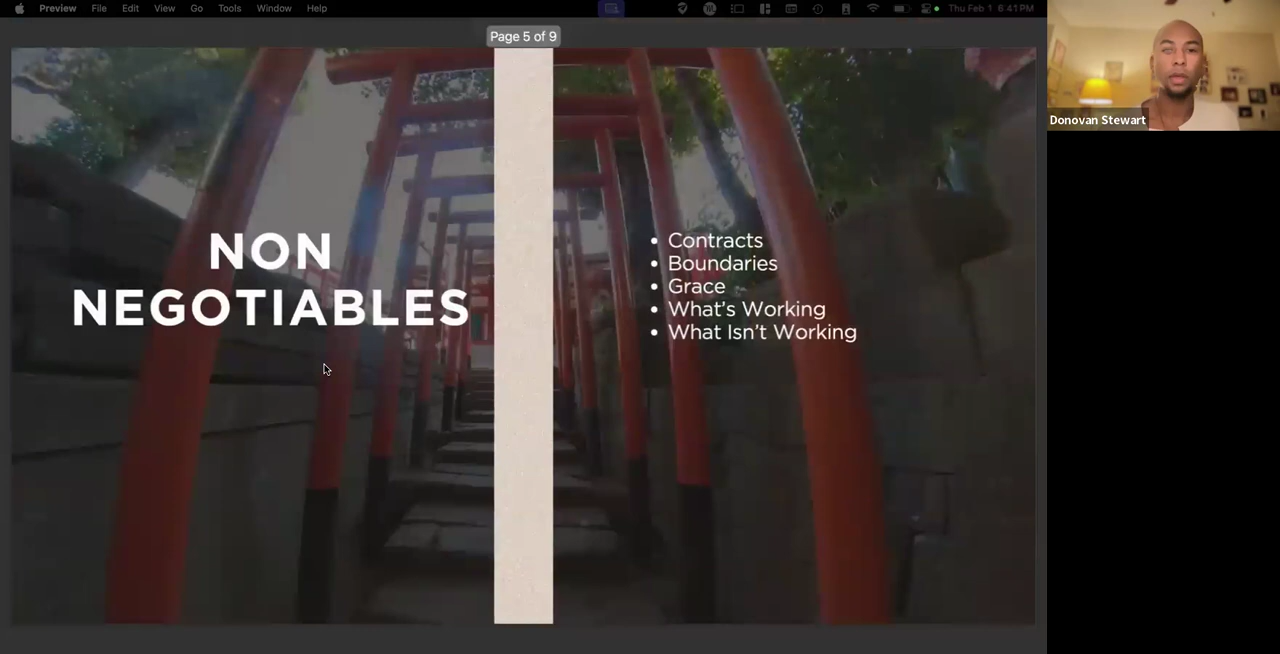 Preview File Edit View Go Tools Window Help Thu Feb 1 6:41 PM
Page 5 of 9
Donovan Stewart
NON
NEGOTIABLES
• Contracts
• Boundaries
• Grace
• What's Working
• What Isn't Working